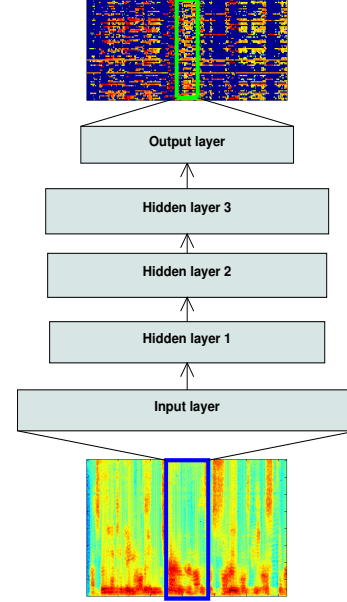 Output layer
Hidden layer 3
Hidden layer 2
Hidden layer 1
Input layer